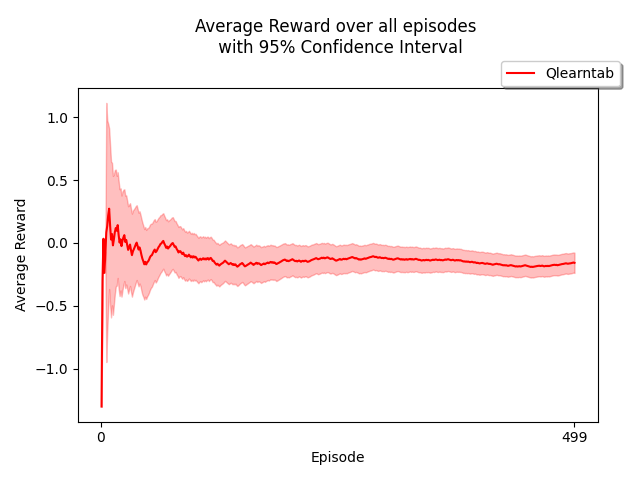 Average Reward over all episodes
with 95% Confidence Interval
Qlearntab
1.0
0.5
0.0
−0.5
−1.0
Average Reward
0
499
Episode